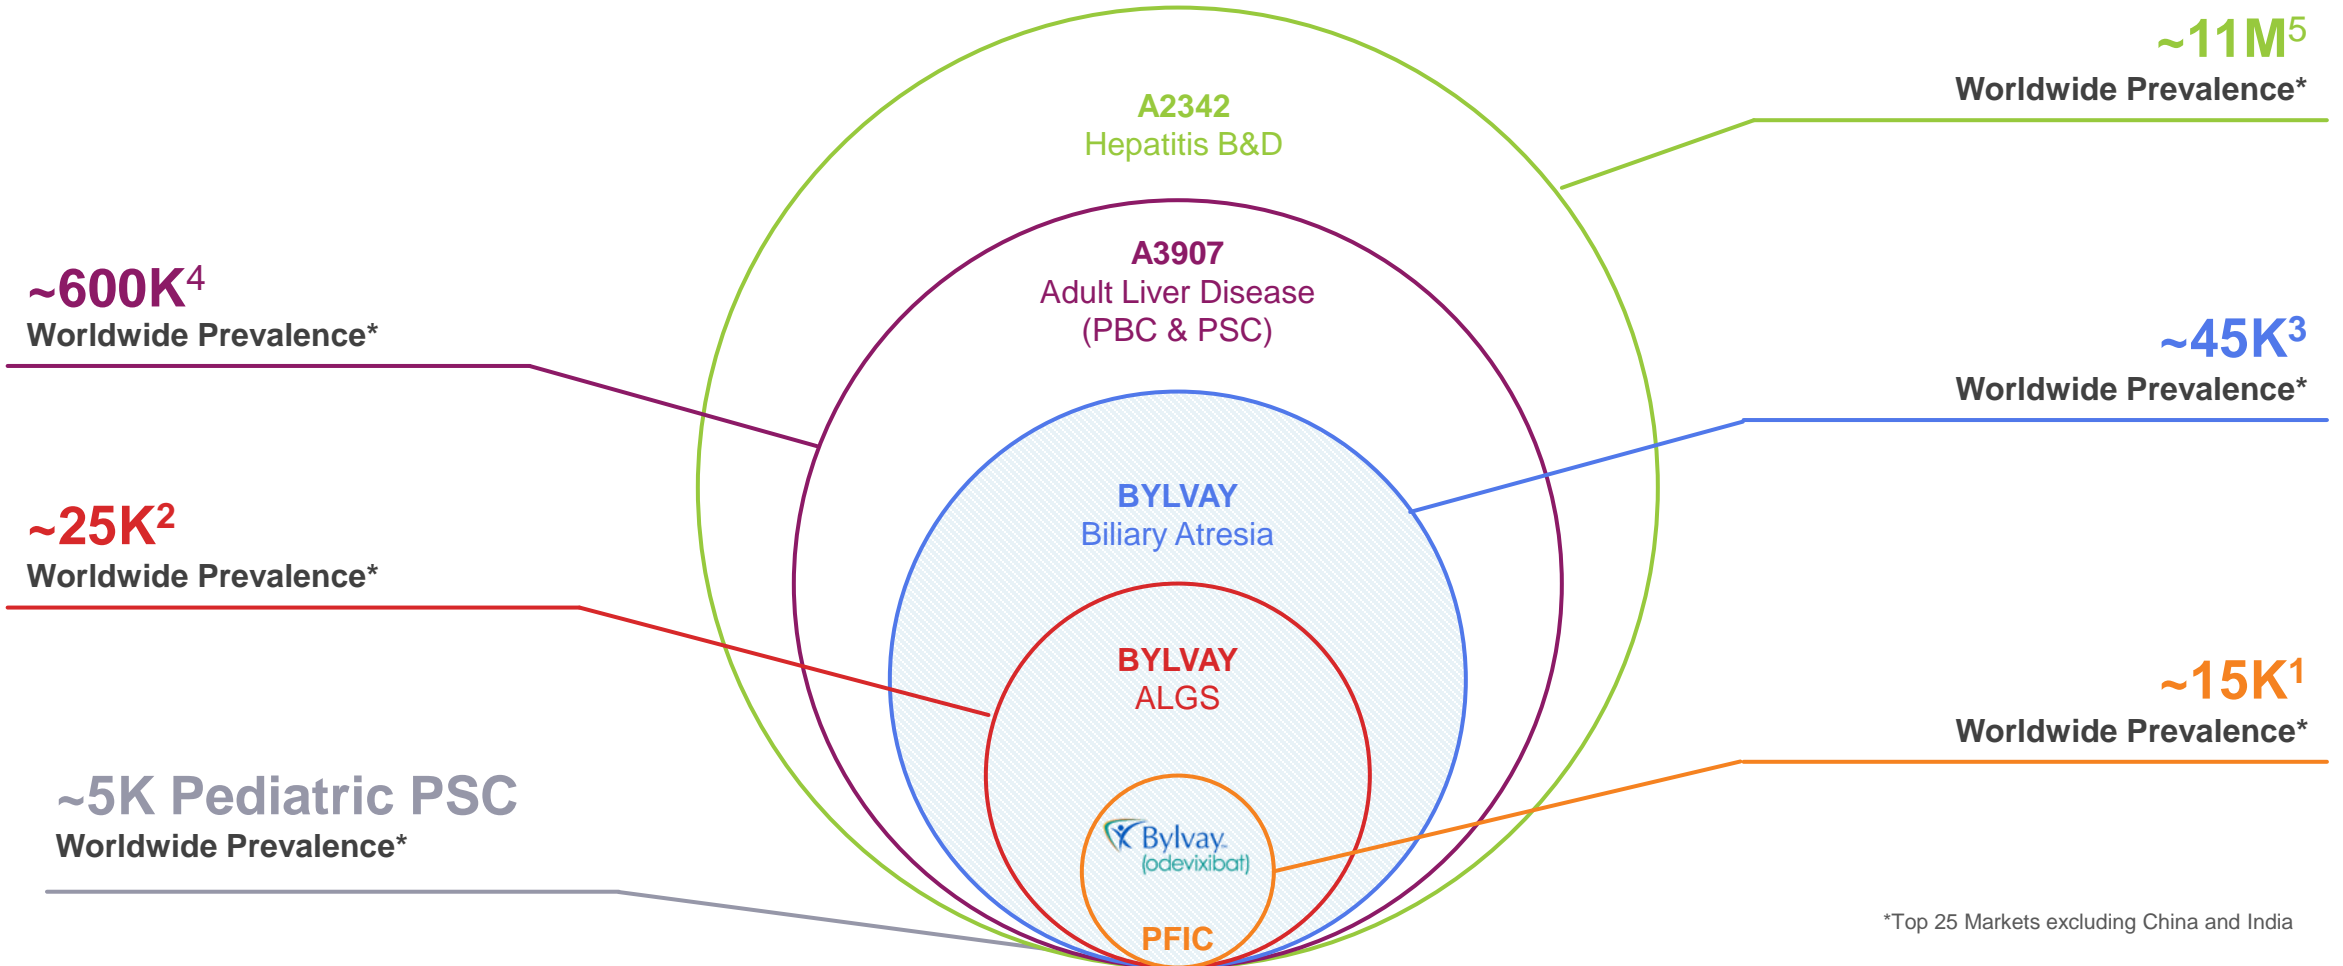 ~11M5
Worldwide Prevalence*
A2342
Hepatitis B&D
A3907
Adult Liver Disease
(PBC & PSC)
~600K4
Worldwide Prevalence*
~45K3
Worldwide Prevalence*
BYLVAY
Biliary Atresia
~25K2
Worldwide Prevalence*
BYLVAY
ALGS
~15K1
Worldwide Prevalence*
~5K Pediatric PSC
Worldwide Prevalence*
Bylvay™
(odevixibat)
PFIC
*Top 25 Markets excluding China and India